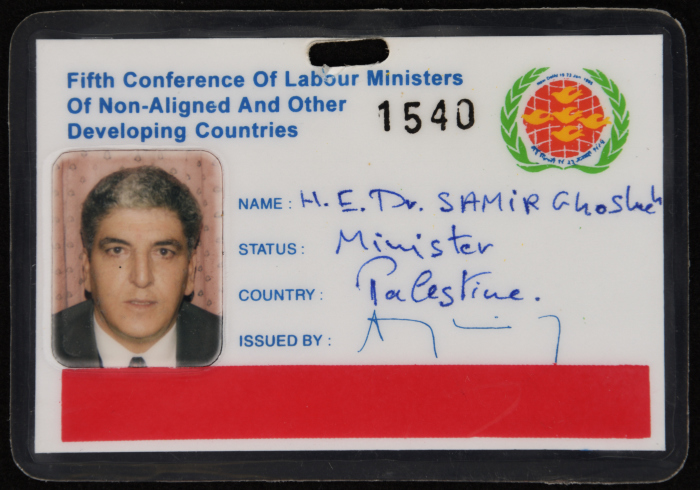 Fifth Conference Of Labour Ministers
Of Non-Aligned And Other
Developing Countries
1540
NAME : H. E. Dr. SAMIR Ghosheh
STATUS : Minister
COUNTRY : Palestine.
ISSUED BY :